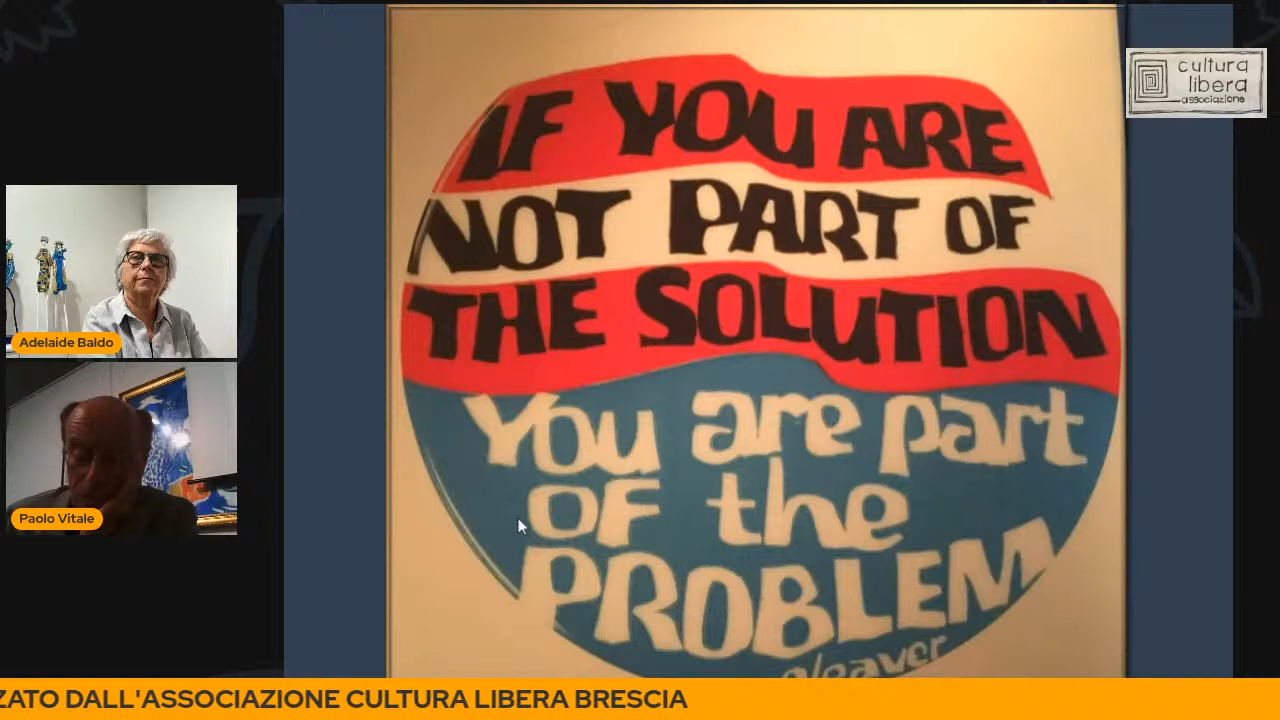 cultura
libera
associazione
IF YOU ARE
NOT PART OF
THE SOLUTION
You are part
of the
PROBLEM
cleaver
Adelaide Baldo
Paolo Vitale
ZATO DALL'ASSOCIAZIONE CULTURA LIBERA BRESCIA